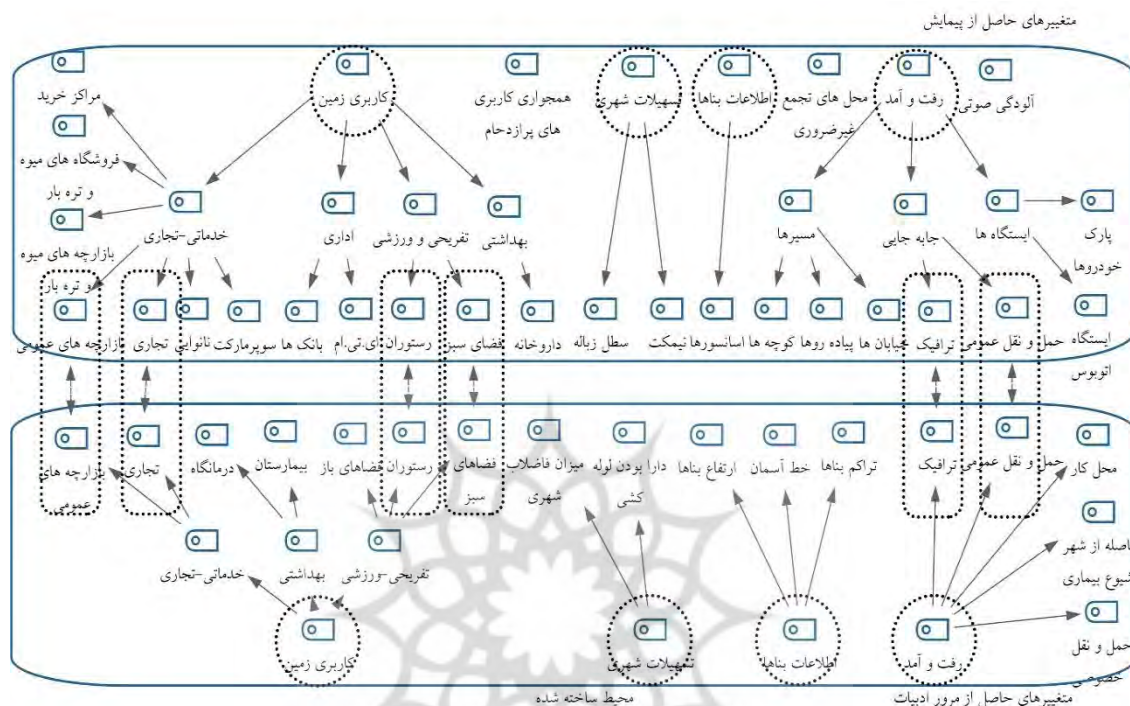 متغییرهای حاصل از پیمایش
آلودگی صوتی
رفت و آمد
محل های تجمع
غیرضروری
اطلاعات بناها
تسهیلات شهری
همجواری کاربری
های پرازدحام
کاربری زمین
مراکز خرید
فروشگاه های میوه
و تره بار
بازارچه های میوه
و تره بار
پارک
خودروها
ایستگاه ها
جابه جایی
مسیرها
بهداشتی
تفریحی و ورزشی
اداری
خدماتی-تجاری
ایستگاه
اتوبوس
حمل و نقل عمومی
ترافیک
خیابان ها
پیاده روها
کوچه ها
اسانسورها
نیمکت
سطل زباله
داروخانه
فضای سبز
رستوران
ای.تی.ام
بانک ها
سوپرمارکت
نانوایی
تجاری
بازارچه های عمومی
محل کار
حمل و نقل عمومی
ترافیک
تراکم بناها
خط آسمان
ارتفاع بناها
دارا بودن لوله
کشی
میزان فاضلاب
شهری
فضاهای
سبز
رستوران
فضاهای باز
بیمارستان
درمانگاه
تجاری
بازارچه های
عمومی
فاصله از شهر
شیوع بیماری
تفریحی-ورزشی
بهداشتی
خدماتی-تجاری
حمل و نقل
خصوصی
رفت و آمد
اطلاعات بناها
تسهیلات شهری
کاربری زمین
متغییرهای حاصل از مرور ادبیات
محیط ساخته شده